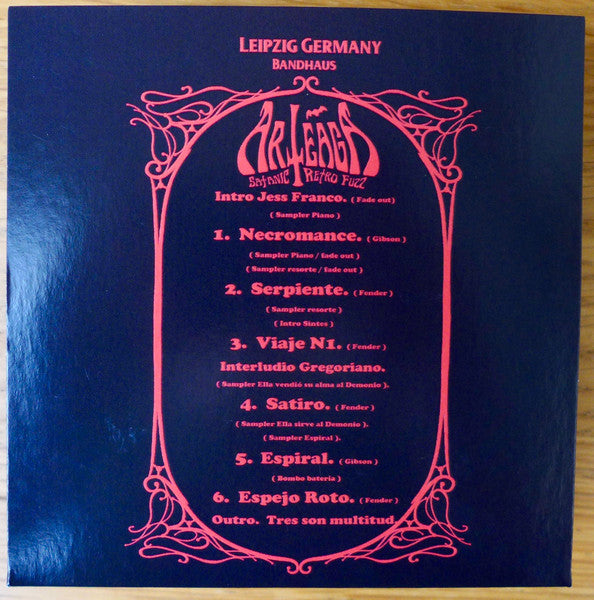 LEIPZIG GERMANY
BANDHAUS
ARTEAGA
SATANIC RETRO FUZZ
Intro Jess Franco. ( Fade out)
( Sampler Piano )
1. Necromance. ( Gibson )
( Sampler Piano / fade out )
( Sampler resorte / fade out )
2. Serpiente. ( Fender )
( Sampler resorte )
( Intro Sintes )
3. Viaje N1. ( Fender )
Interludio Gregoriano.
( Sampler Ella vendió su alma al Demonio ).
4. Satiro. ( Fender )
( Sampler Ella sirve al Demonio ).
( Sampler Espiral ).
5. Espiral. ( Gibson )
( Bombo bateria )
6. Espejo Roto. ( Fender )
Outro. Tres son multitud